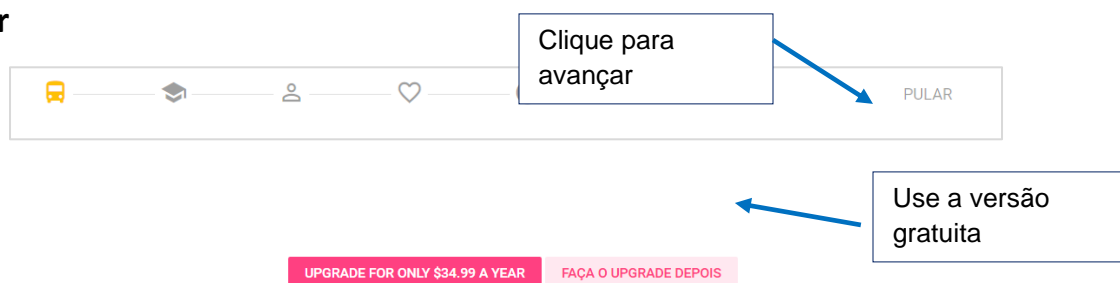 r
Clique para
avançar
PULAR
Use a versão
gratuita
UPGRADE FOR ONLY $34.99 A YEAR
FAÇA O UPGRADE DEPOIS